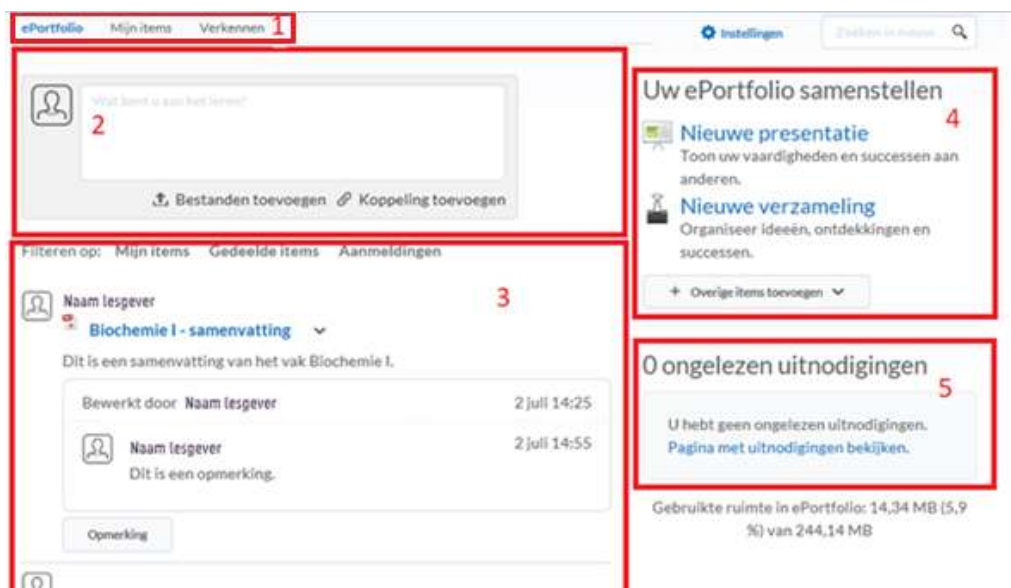 ePortfolio Mijn items Verkennen 1
Instellingen
Wat bent u aan het leren?
2
Bestanden toevoegen Koppeling toevoegen
Filteren op: Mijn items Gedeelde items Aanmeldingen
3
Naam lesgever
Biochemie I - samenvatting
Dit is een samenvatting van het vak Biochemie I.
Bewerkt door Naam lesgever 2 juli 14:25
Naam lesgever 2 juli 14:55
Dit is een opmerking.
Opmerking
Uw ePortfolio samenstellen
4
Nieuwe presentatie
Toon uw vaardigheden en successen aan
anderen.
Nieuwe verzameling
Organiseer ideeën, ontdekkingen en
successen.
+ Overige items toevoegen
0 ongelezen uitnodigingen
5
U hebt geen ongelezen uitnodigingen.
Pagina met uitnodigingen bekijken.
Gebruikte ruimte in ePortfolio: 14,34 MB (5,9
%) van 244,14 MB